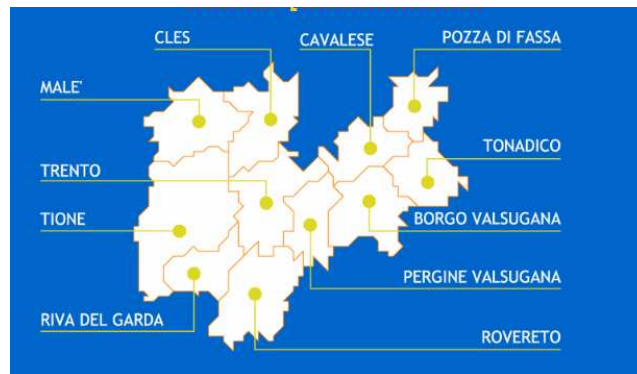 CLES
CAVALESE
POZZA DI FASSA
MALE'
TONADICO
TRENTO
TIONE
BORGO VALSUGANA
PERGINE VALSUGANA
RIVA DEL GARDA
ROVERETO